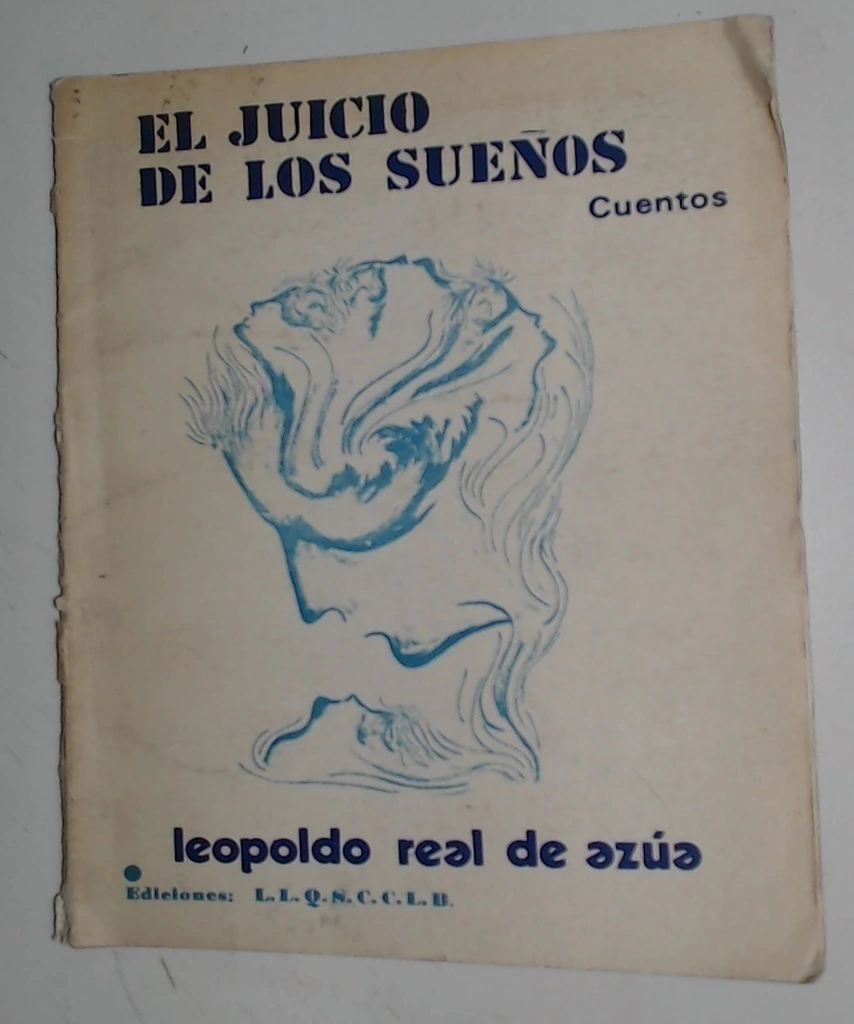 EL JUICIO
DE LOS SUEÑOS
Cuentos
leopoldo real de azúa
Ediciones: L.L.Q.S.C.C.L.B.